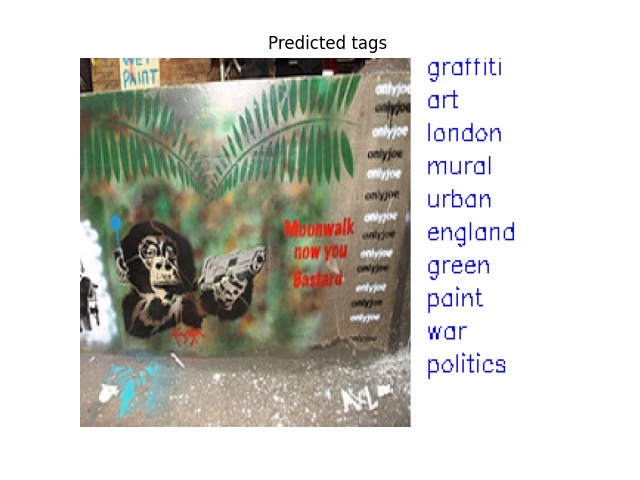 Predicted tags
WET
PAINT
onlyjoe
onlyjoe
onlyjoe
onlyjoe
onlyjoe
onlyjoe
onlyjoe
onlyjoe
onlyjoe
onlyjoe
onlyjoe
onlyjoe
onlyjoe
onlyjoe
Moonwalk
now you
Bastard
graffiti
art
london
mural
urban
england
green
paint
war
politics